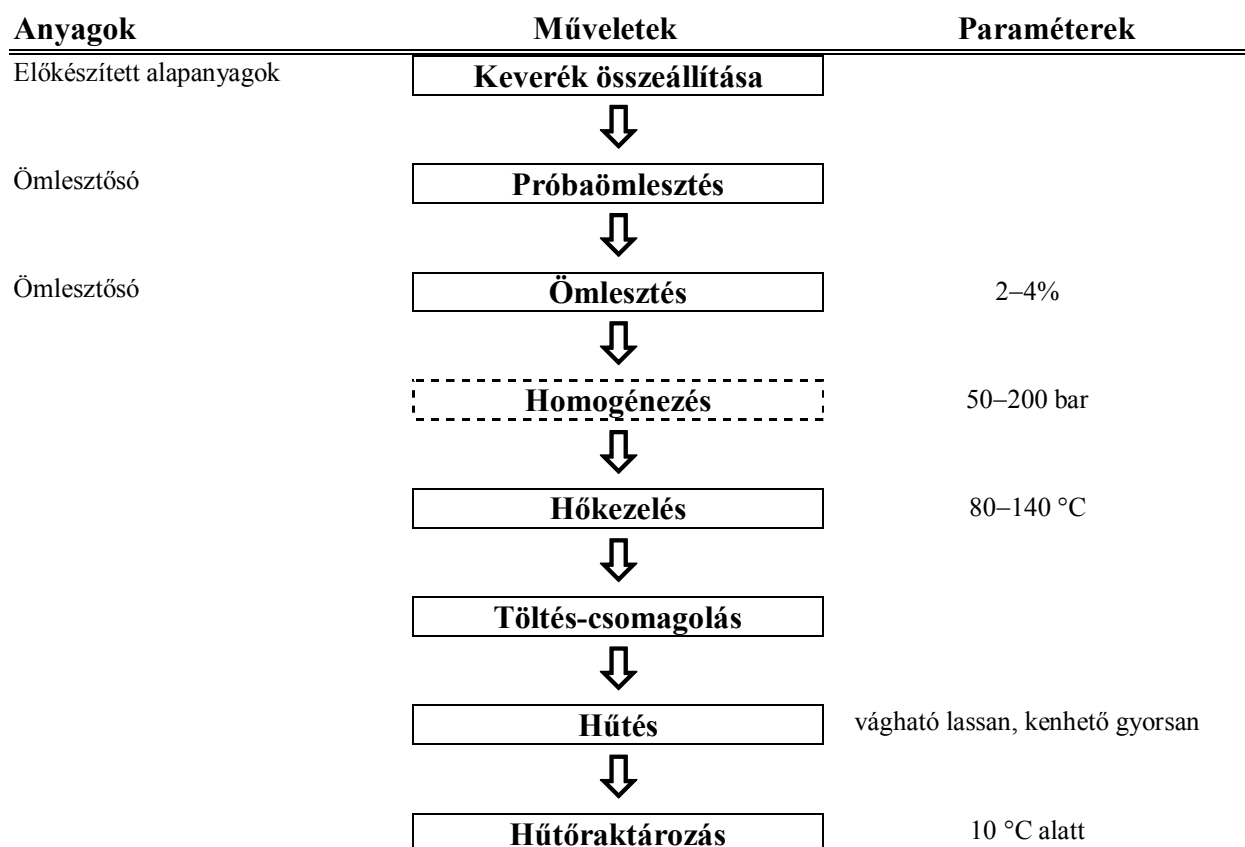 Anyagok Műveletek Paraméterek
Előkészített alapanyagok Keverék összeállítása
Ömlesztősó Próbaömlesztés
Ömlesztősó Ömlesztés 2–4%
Homogénezés 50–200 bar
Hőkezelés 80–140 °C
Töltés-csomagolás
Hűtés vágható lassan, kenhető gyorsan
Hűtőraktározás 10 °C alatt